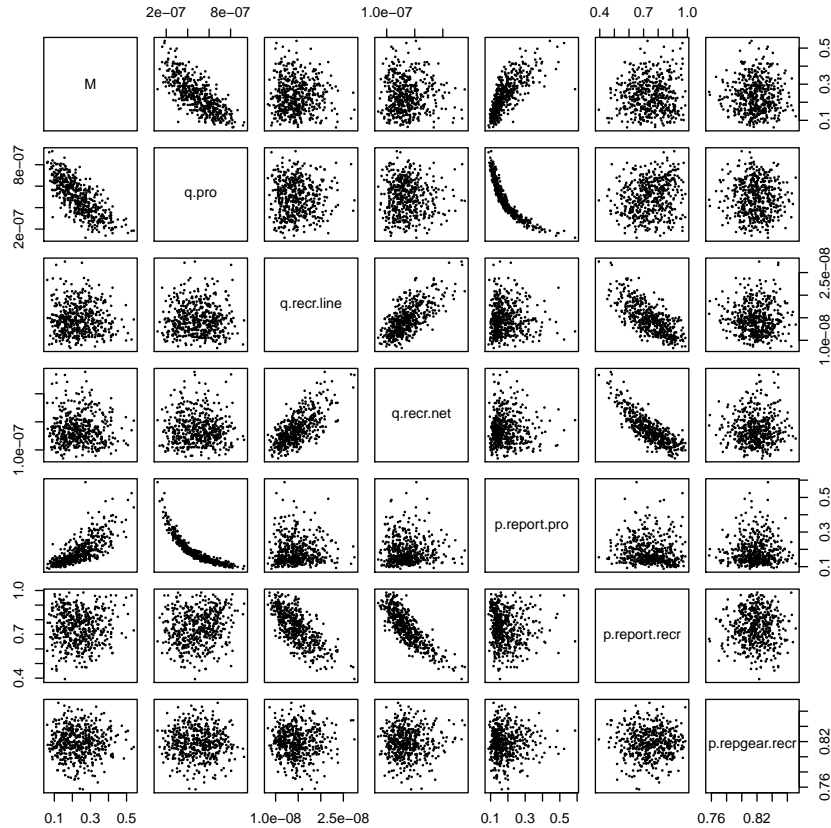 2e−07 8e−07 1.0e−07 0.4 0.7 1.0
M
0.1 0.3 0.5
2e−07 8e−07
q.pro
q.recr.line
1.0e−08 2.5e−08
1.0e−07
q.recr.net
p.report.pro
0.1 0.3 0.5
0.4 0.7 1.0
p.report.recr
p.repgear.recr
0.76 0.82
0.1 0.3 0.5 1.0e−08 2.5e−08 0.1 0.3 0.5 0.76 0.82